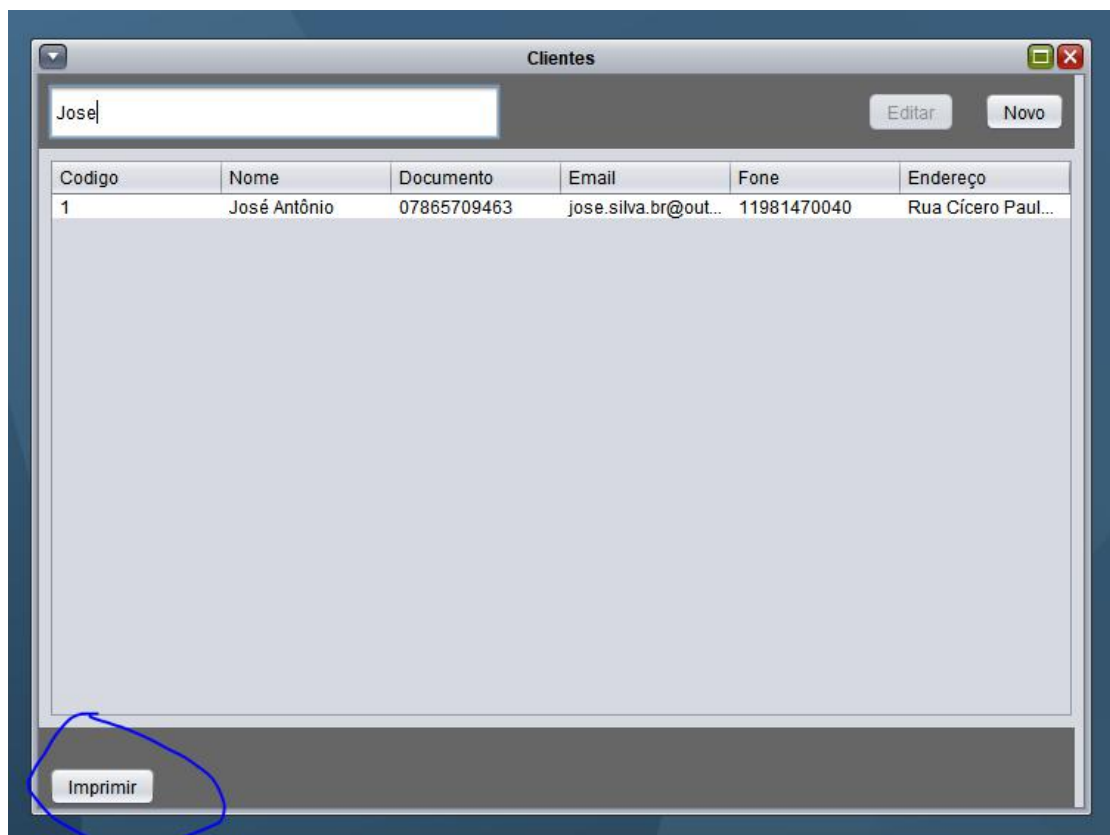 Clientes
Jose
Editar
Novo
Codigo Nome Documento Email Fone Endereço
1 José Antônio 07865709463 jose.silva.br@out... 11981470040 Rua Cícero Paul...
Imprimir